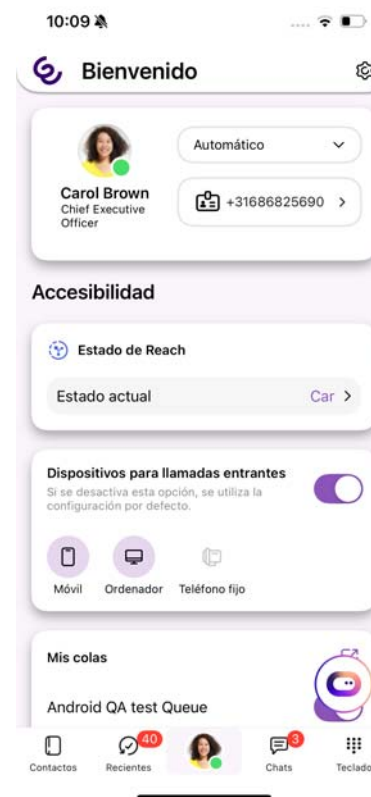 10:09
Bienvenido
Automático
Carol Brown
Chief Executive
Officer
+31686825690
Accesibilidad
Estado de Reach
Estado actual
Car
Dispositivos para llamadas entrantes
Si se desactiva esta opción, se utiliza la
configuración por defecto.
Móvil
Ordenador
Teléfono fijo
Mis colas
Android QA test Queue
40
3
Contactos
Recientes
Chats
Teclado